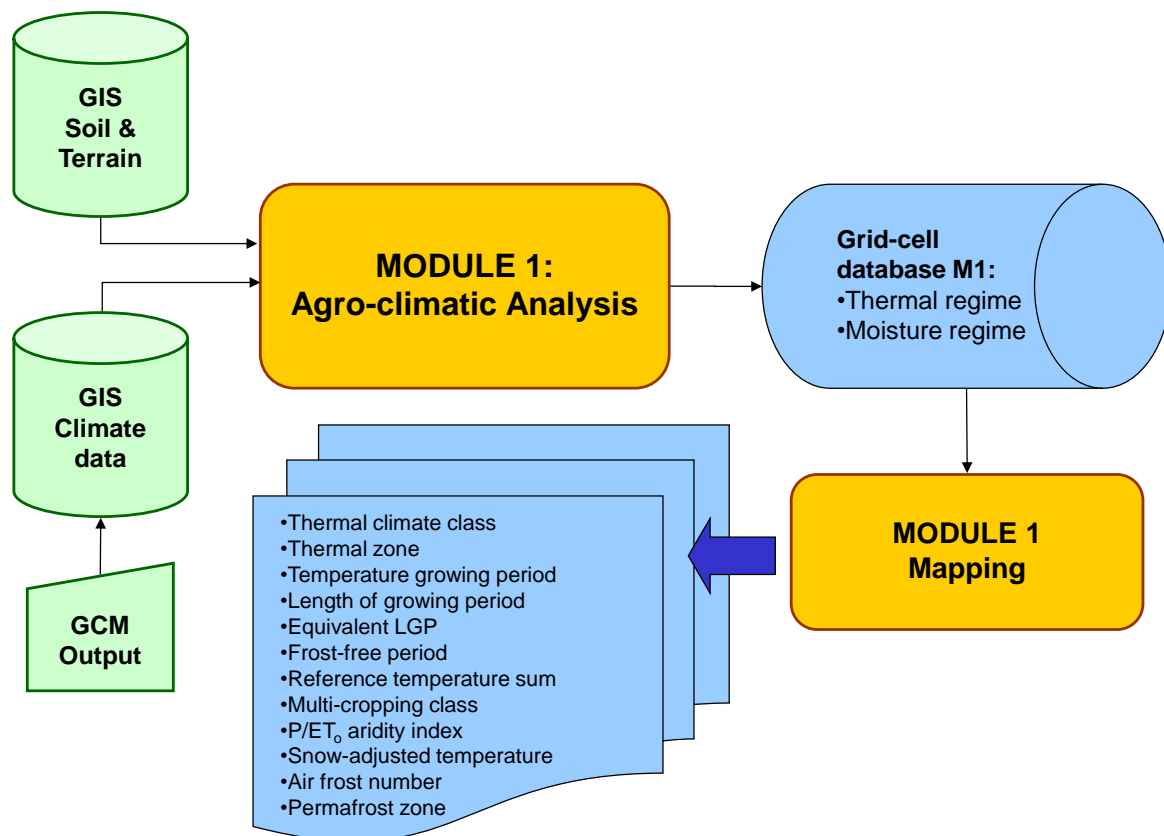 GIS
Soil &
Terrain
MODULE 1:
Agro-climatic Analysis
Grid-cell
database M1:
•Thermal regime
•Moisture regime
GIS
Climate
data
GCM
Output
MODULE 1
Mapping
•Thermal climate class
•Thermal zone
•Temperature growing period
•Length of growing period
•Equivalent LGP
•Frost-free period
•Reference temperature sum
•Multi-cropping class
•P/ETo aridity index
•Snow-adjusted temperature
•Air frost number
•Permafrost zone